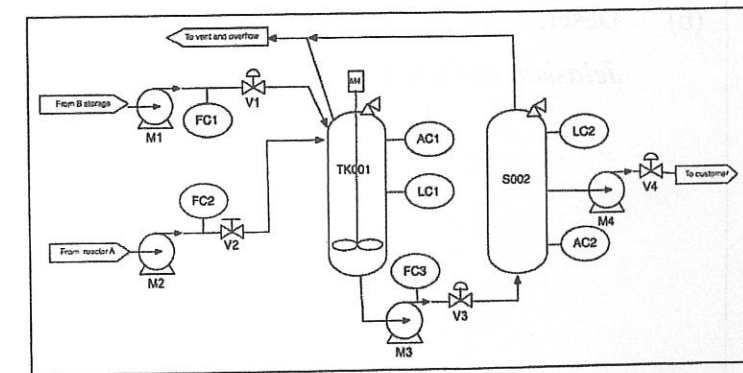 To vent and overflow
From B storage
M1
FC1
V1
M4
TK001
AC1
LC1
S002
LC2
V4
To customer
M4
AC2
FC2
V2
From reactor A
M2
FC3
V3
M3